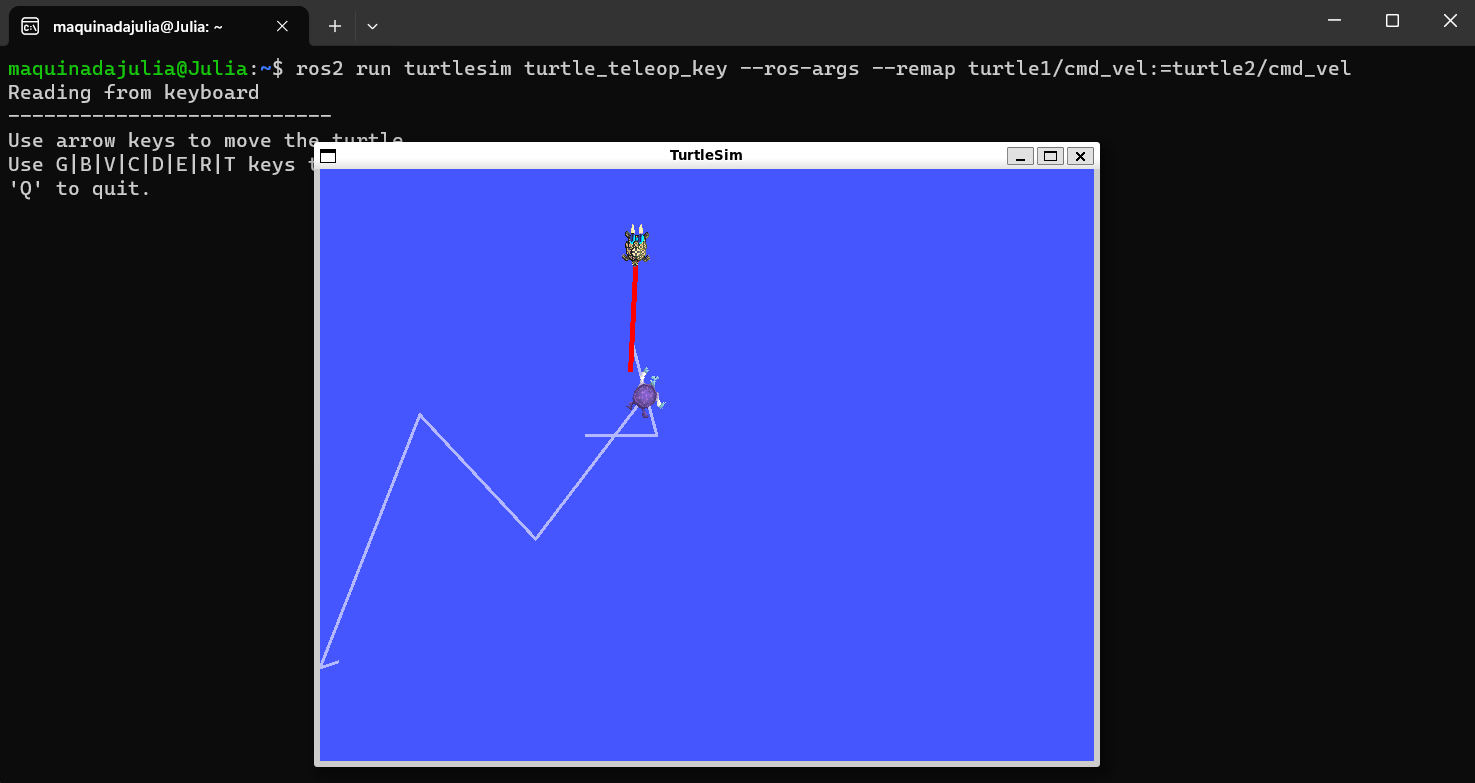 maquinadajulia@Julia: ~
maquinadajulia@Julia:~$ ros2 run turtlesim turtle_teleop_key --ros-args --remap turtle1/cmd_vel:=turtle2/cmd_vel
Reading from keyboard
---------------------------
Use arrow keys to move the turtle.
Use G|B|V|C|D|E|R|T keys
'Q' to quit.
TurtleSim